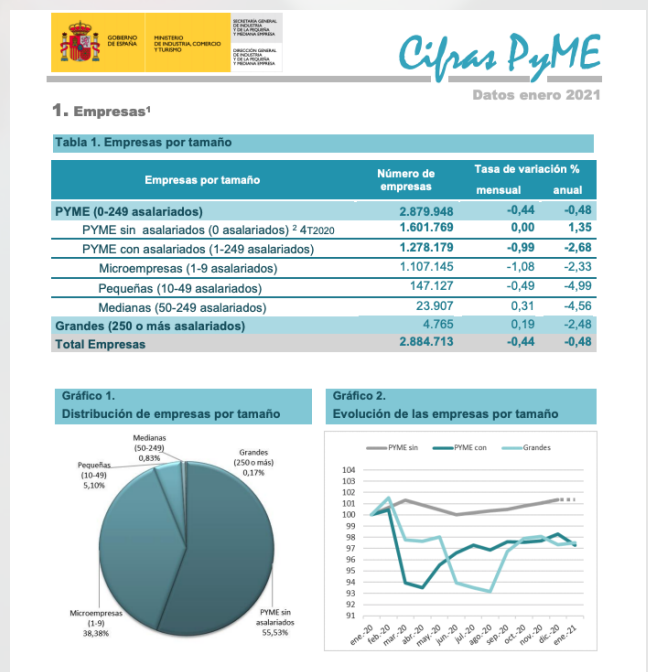 GOBIERNO
DE ESPAÑA
MINISTERIO
DE INDUSTRIA, COMERCIO
Y TURISMO
SECRETARÍA GENERAL
DE INDUSTRIA
Y DE LA PEQUEÑA
Y MEDIANA EMPRESA
DIRECCIÓN GENERAL
DE INDUSTRIA
Y DE LA PEQUEÑA
Y MEDIANA EMPRESA
Cifras PyME
Datos enero 2021
1. Empresas¹
Tabla 1. Empresas por tamaño
Empresas por tamaño
Número de
empresas
Tasa de variación %
mensual anual
PYME (0-249 asalariados) 2.879.948 -0,44 -0,48
PYME sin asalariados (0 asalariados) ² 4T2020 1.601.769 0,00 1,35
PYME con asalariados (1-249 asalariados) 1.278.179 -0,99 -2,68
Microempresas (1-9 asalariados) 1.107.145 -1,08 -2,33
Pequeñas (10-49 asalariados) 147.127 -0,49 -4,99
Medianas (50-249 asalariados) 23.907 0,31 -4,56
Grandes (250 o más asalariados) 4.765 0,19 -2,48
Total Empresas 2.884.713 -0,44 -0,48
Gráfico 1.
Distribución de empresas por tamaño
Medianas
(50-249)
0,83%
Grandes
(250 o más)
0,17%
Pequeñas
(10-49)
5,10%
Microempresas
(1-9)
38,38%
PYME sin
asalariados
55,53%
Gráfico 2.
Evolución de las empresas por tamaño
PYME sin PYME con Grandes
104
103
102
101
100
99
98
97
96
95
94
93
92
91
ene.-20 feb.-20 mar.-20 abr.-20 may.-20 jun.-20 jul.-20 ago.-20 sep.-20 oct.-20 nov.-20 dic.-20 ene.-21